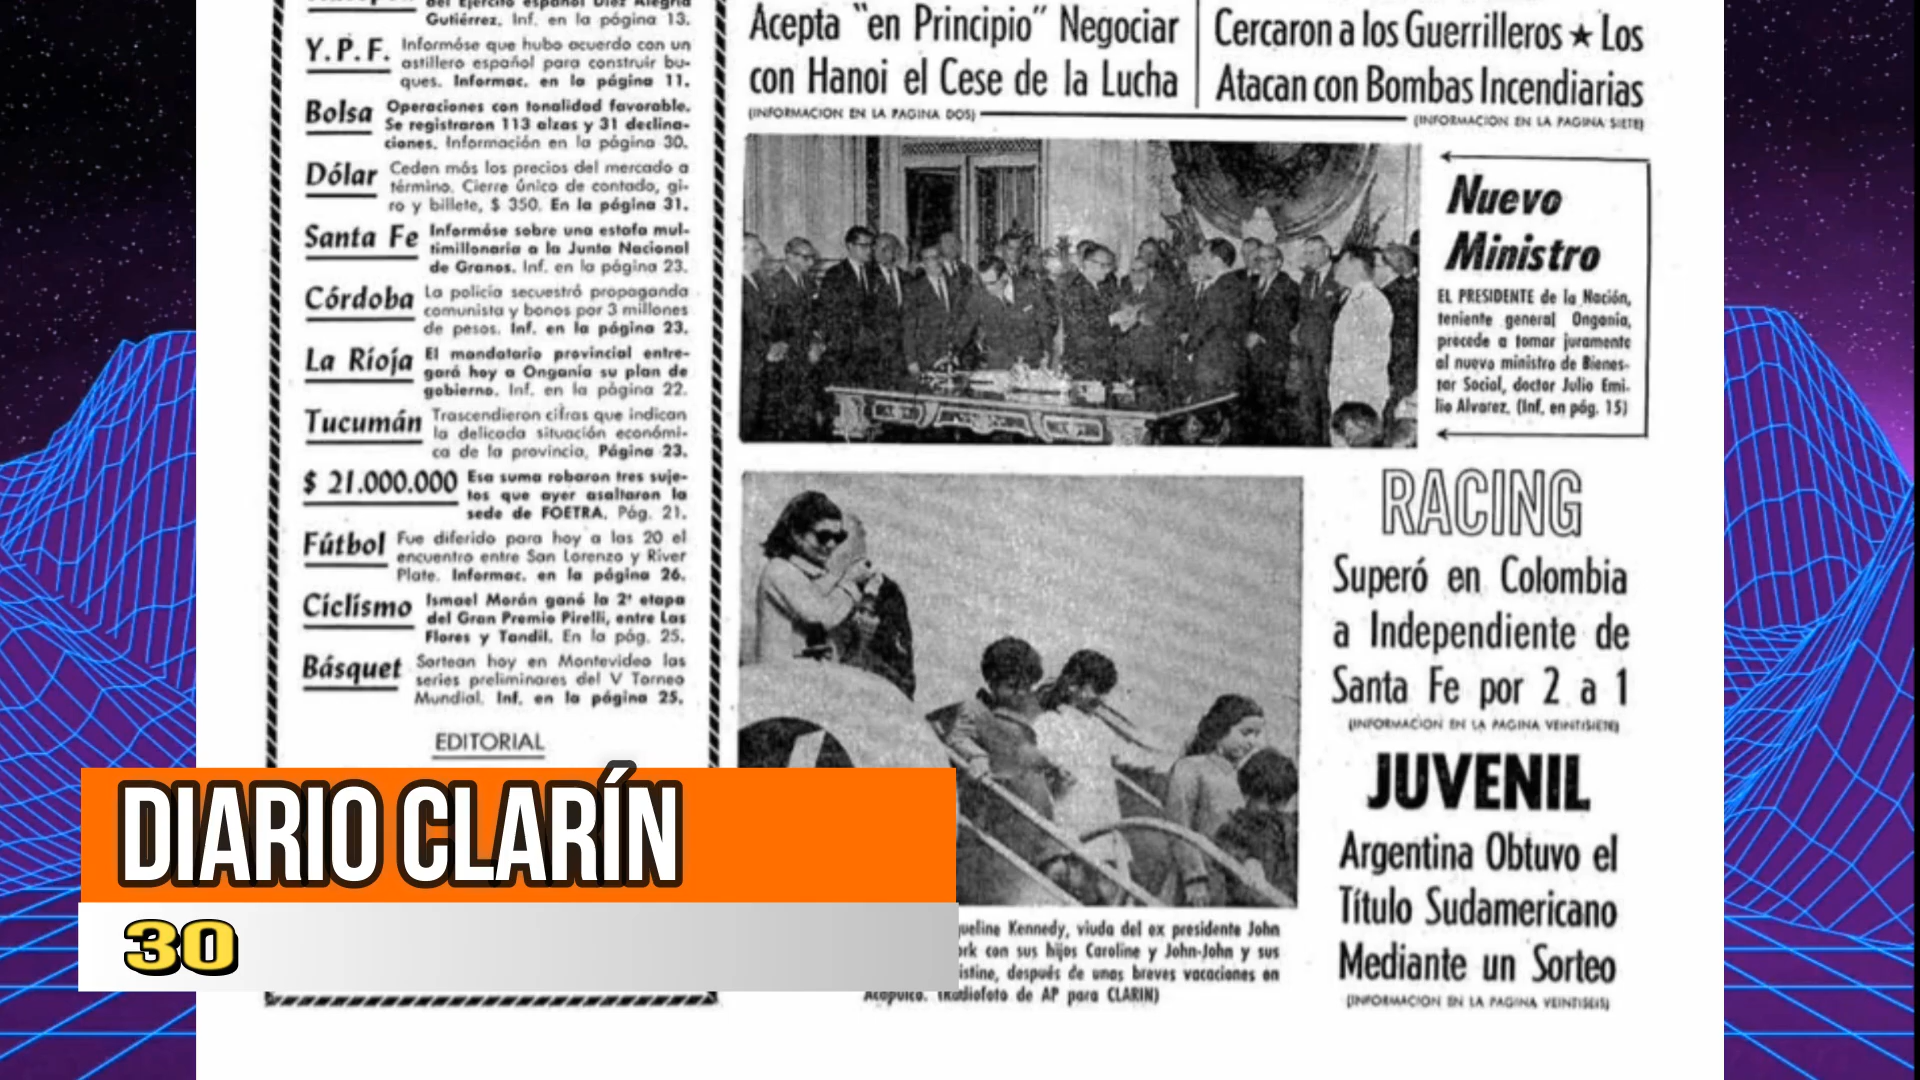 del Ejército español Díez Alegría
Gutiérrez. Inf. en la página 13.
Y.P.F. Informóse que hubo acuerdo con un
astillero español para construir bu-
ques. Informac. en la página 11.
Bolsa Operaciones con tonalidad favorable.
Se registraron 113 alzas y 31 declina-
ciones. Información en la página 30.
Dólar Ceden más los precios del mercado a
término. Cierre único de contado, gi-
ro y billete, $ 350. En la página 31.
Santa Fe Informóse sobre una estafa mul-
timillonaria a la Junta Nacional
de Granos. Inf. en la página 23.
Córdoba La policía secuestró propaganda
comunista y bonos por 3 millones
de pesos. Inf. en la página 23.
La Rioja El mandatario provincial entre-
gará hoy a Onganía su plan de
gobierno. Inf. en la página 22.
Tucumán Trascendieron cifras que indican
la delicada situación económi-
ca de la provincia. Página 23.
$ 21.000.000 Esa suma robaron tres suje-
tos que ayer asaltaron la
sede de FOETRA. Pág. 21.
Fútbol Fue diferido para hoy a las 20 el
encuentro entre San Lorenzo y River
Plate. Informac. en la página 26.
Ciclismo Ismael Morán ganó la 2ª etapa
del Gran Premio Pirelli, entre Las
Flores y Tandil. En la pág. 25.
Básquet Sortean hoy en Montevideo las
series preliminares del V Torneo
Mundial. Inf. en la página 25.
EDITORIAL
Acepta "en Principio" Negociar
con Hanoi el Cese de la Lucha
(INFORMACION EN LA PAGINA DOS)
Cercaron a los Guerrilleros ★ Los
Atacan con Bombas Incendiarias
(INFORMACION EN LA PAGINA SIETE)
Nuevo
Ministro
EL PRESIDENTE de la Nación,
teniente general Onganía,
procede a tomar juramento
al nuevo ministro de Bienes-
tar Social, doctor Julio Emi-
lio Alvarez. (Inf. en pág. 15)
RACING
Superó en Colombia
a Independiente de
Santa Fe por 2 a 1
(INFORMACION EN LA PAGINA VEINTISIETE)
JUVENIL
Argentina Obtuvo el
Título Sudamericano
Mediante un Sorteo
(INFORMACION EN LA PAGINA VEINTISEIS)
ueline Kennedy, viuda del ex presidente John
rk con sus hijos Caroline y John-John y sus
istine, después de unas breves vacaciones en
Acapulco. (Radiofoto de AP para CLARIN)
DIARIO CLARÍN
30